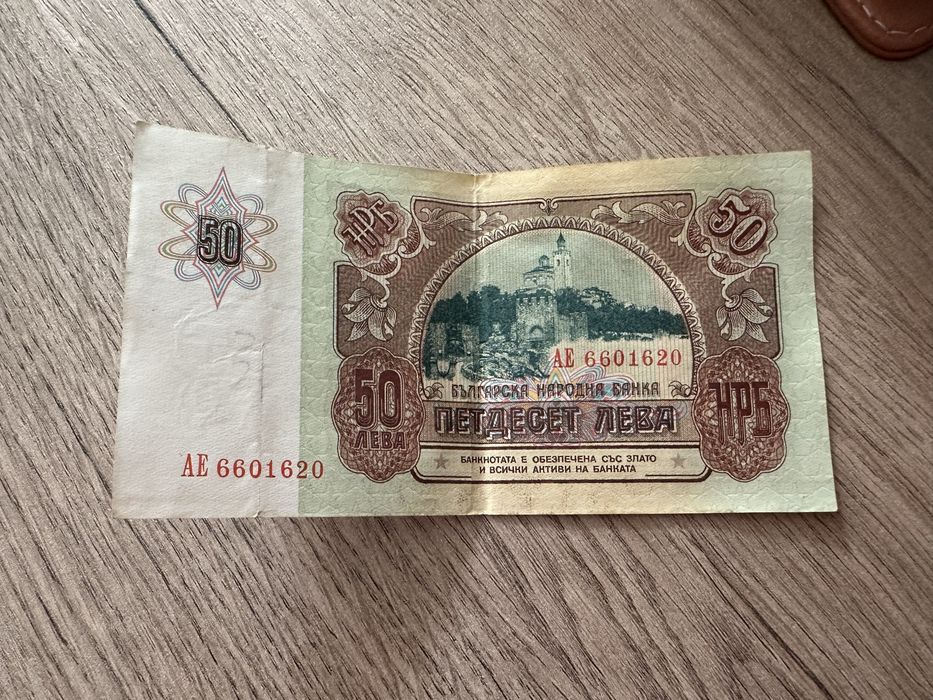 50
НРБ
50
АЕ 6601620
БЪЛГАРСКА НАРОДНА БАНКА
50
ЛЕВА
ПЕТДЕСЕТ ЛЕВА
НРБ
БАНКНОТАТА Е ОБЕЗПЕЧЕНА СЪС ЗЛАТО
И ВСИЧКИ АКТИВИ НА БАНКАТА
АЕ 6601620